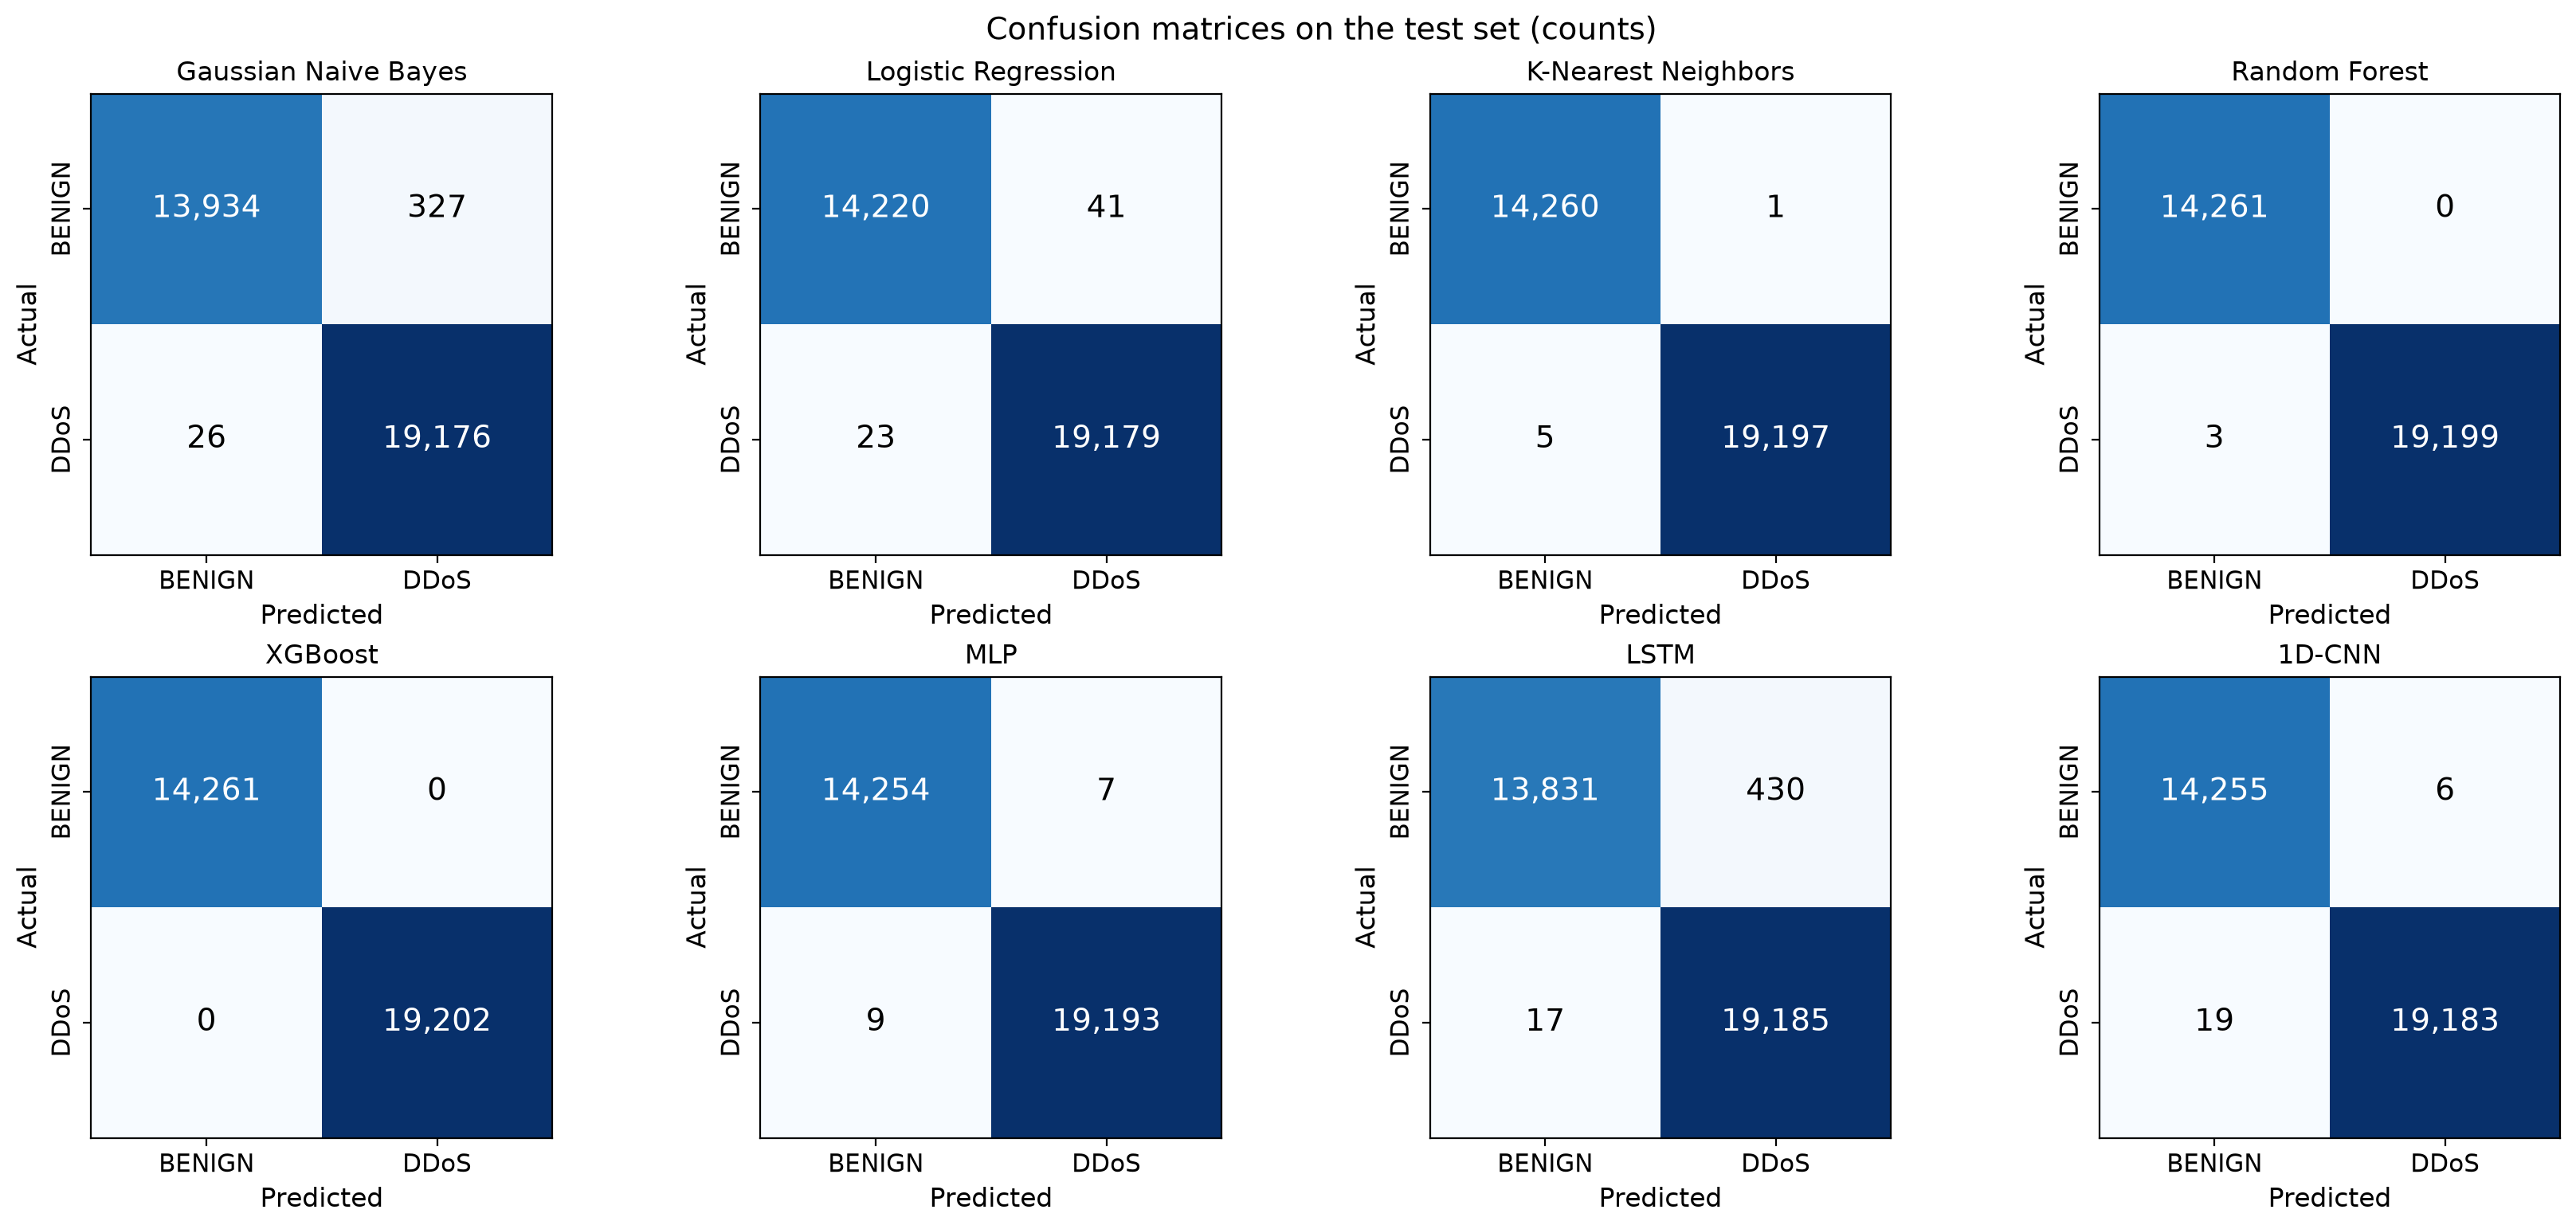 Confusion matrices on the test set (counts)
Gaussian Naive Bayes
Actual
BENIGN
13,934 327
DDoS
26 19,176
BENIGN DDoS
Predicted
Logistic Regression
Actual
BENIGN
14,220 41
DDoS
23 19,179
BENIGN DDoS
Predicted
K-Nearest Neighbors
Actual
BENIGN
14,260 1
DDoS
5 19,197
BENIGN DDoS
Predicted
Random Forest
Actual
BENIGN
14,261 0
DDoS
3 19,199
BENIGN DDoS
Predicted
XGBoost
Actual
BENIGN
14,261 0
DDoS
0 19,202
BENIGN DDoS
Predicted
MLP
Actual
BENIGN
14,254 7
DDoS
9 19,193
BENIGN DDoS
Predicted
LSTM
Actual
BENIGN
13,831 430
DDoS
17 19,185
BENIGN DDoS
Predicted
1D-CNN
Actual
BENIGN
14,255 6
DDoS
19 19,183
BENIGN DDoS
Predicted